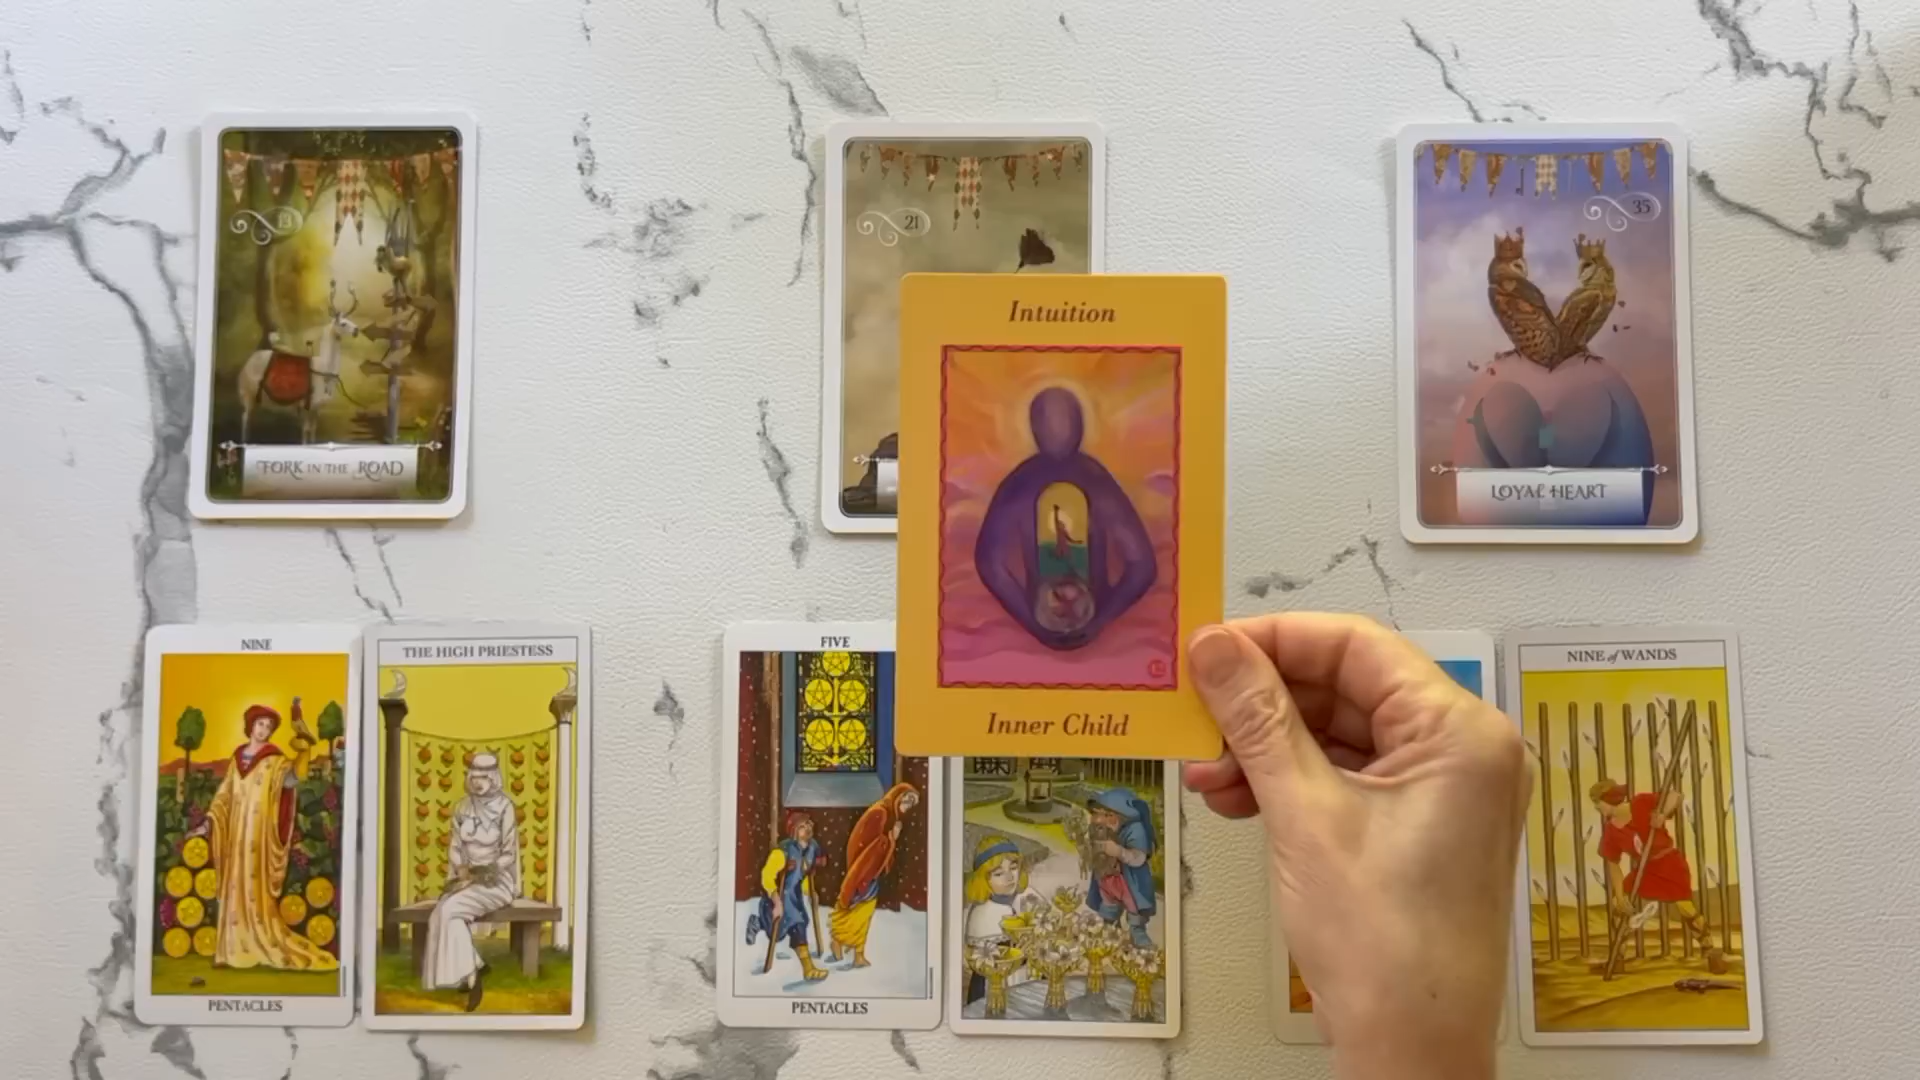 13
FORK IN THE ROAD
21
35
LOYAL HEART
Intuition
Inner Child
NINE
PENTACLES
THE HIGH PRIESTESS
FIVE
PENTACLES
NINE of WANDS